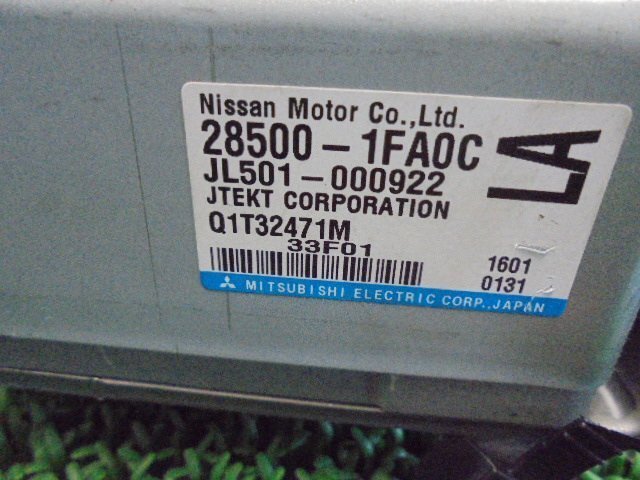 Nissan Motor Co.,Ltd.
28500-1FA0C
LA
JL501-000922
JTEKT CORPORATION
Q1T32471M
33F01
1601
0131
MITSUBISHI ELECTRIC CORP.,JAPAN